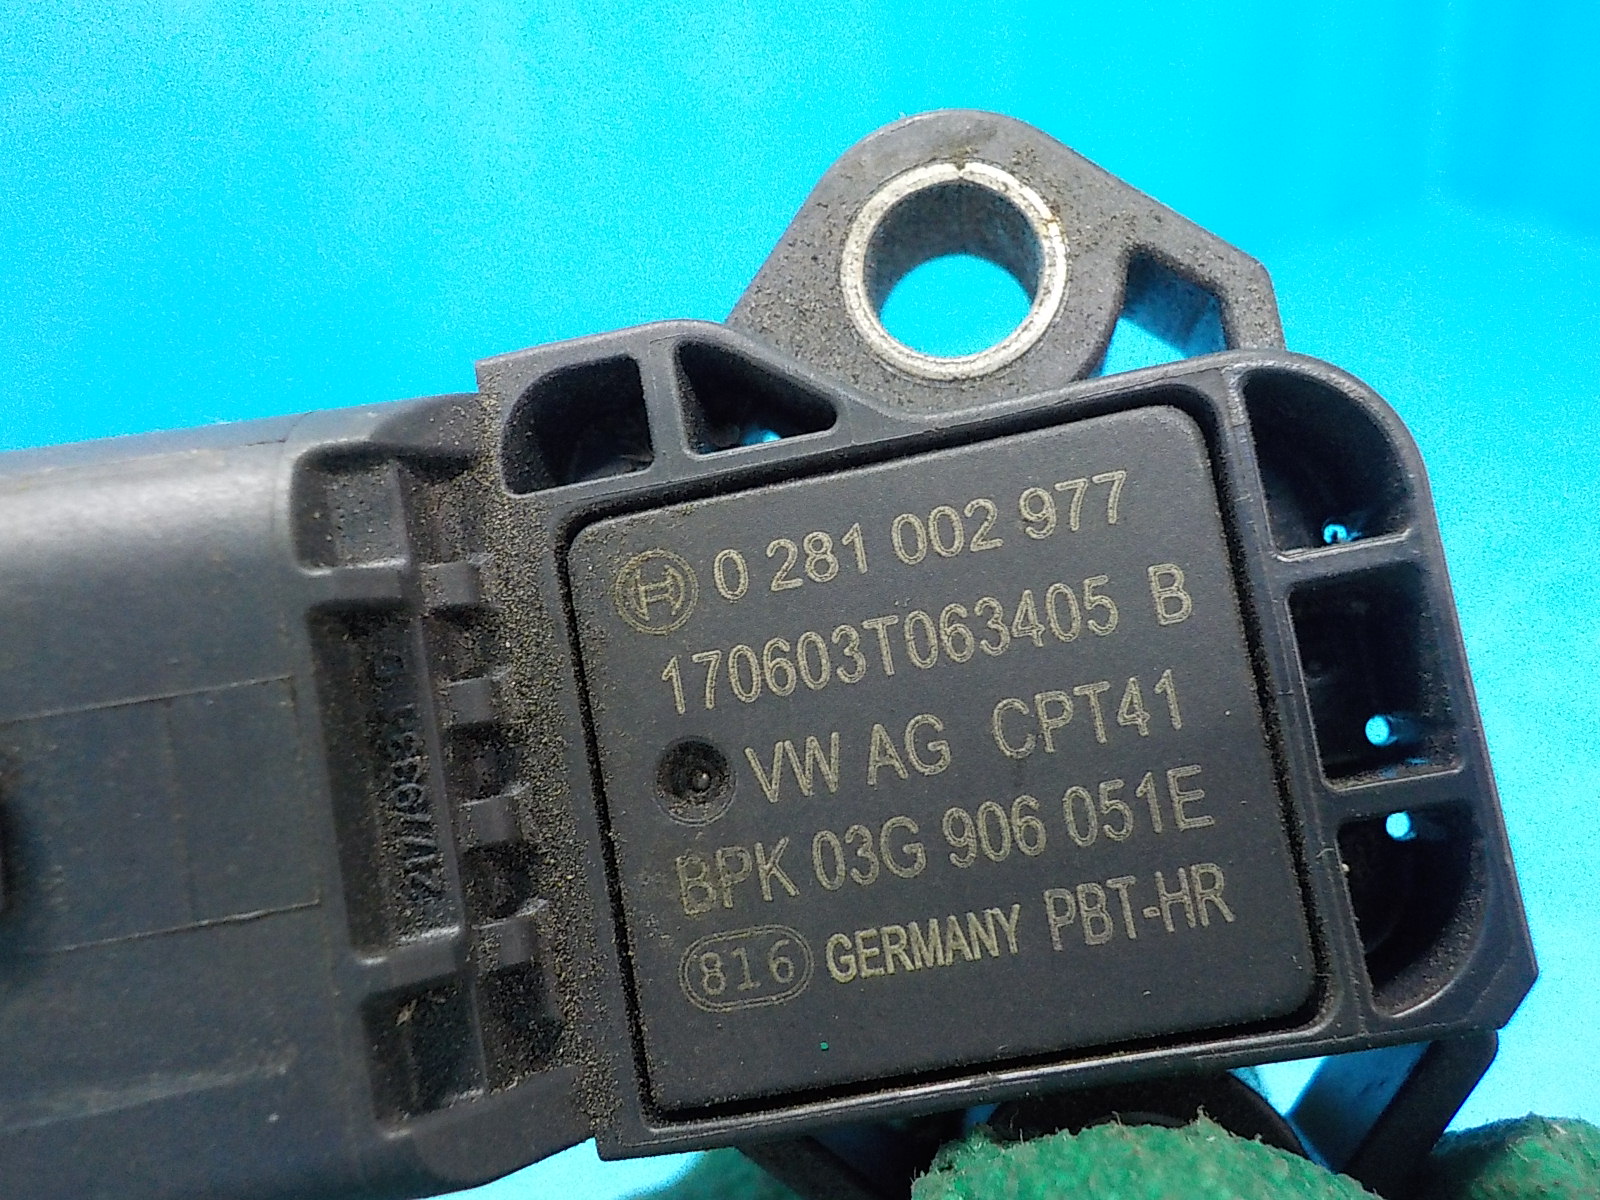 0 281 002 977
170603T063405 B
VW AG CPT41
BPK 03G 906 051E
816 GERMANY PBT-HR